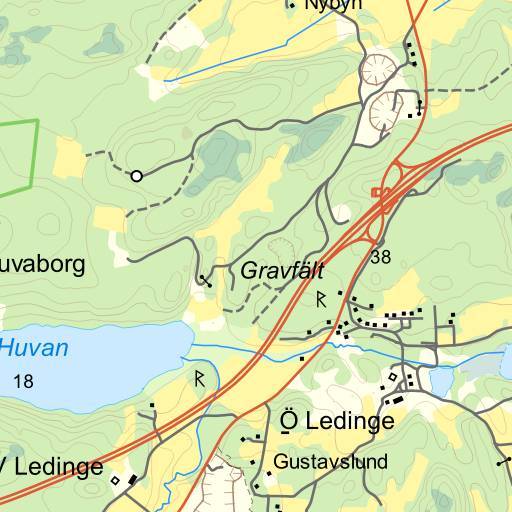 Nybyn
uvaborg
Gravfält
38
R
Huvan
18
R
Ö Ledinge
V Ledinge
Gustavslund